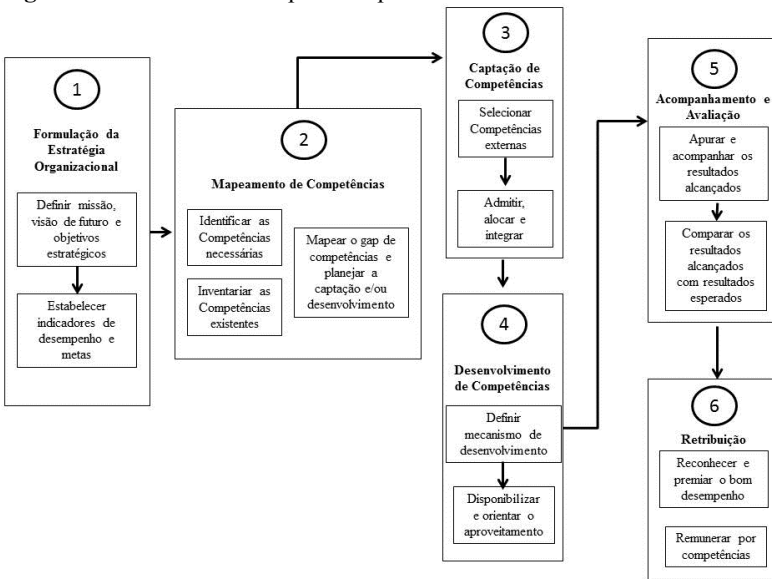 1
Formulação da
Estratégia
Organizacional
Definir missão,
visão de futuro e
objetivos
estratégicos
Estabelecer
indicadores de
desempenho e
metas
2
Mapeamento de Competências
Identificar as
Competências
necessárias
Inventariar as
Competências
existentes
Mapear o gap de
competências e
planejar a
captação e/ou
desenvolvimento
3
Captação de
Competências
Selecionar
Competências
externas
Admitir,
alocar e
integrar
4
Desenvolvimento
de Competências
Definir
mecanismo de
desenvolvimento
Disponibilizar
e orientar o
aproveitamento
5
Acompanhamento e
Avaliação
Apurar e
acompanhar os
resultados
alcançados
Comparar os
resultados
alcançados
com resultados
esperados
6
Retribuição
Reconhecer e
premiar o bom
desempenho
Remunerar por
competências